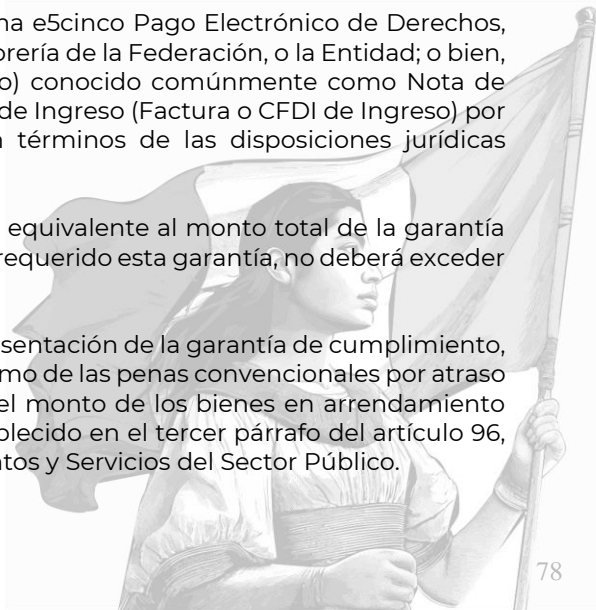 na e5cinco Pago Electrónico de Derechos,
orería de la Federación, o la Entidad; o bien,
o) conocido comúnmente como Nota de
de Ingreso (Factura o CFDI de Ingreso) por
n términos de las disposiciones jurídicas
equivalente al monto total de la garantía
requerido esta garantía, no deberá exceder
sentación de la garantía de cumplimiento,
mo de las penas convencionales por atraso
el monto de los bienes en arrendamiento
blecido en el tercer párrafo del artículo 96,
ntos y Servicios del Sector Público.
78